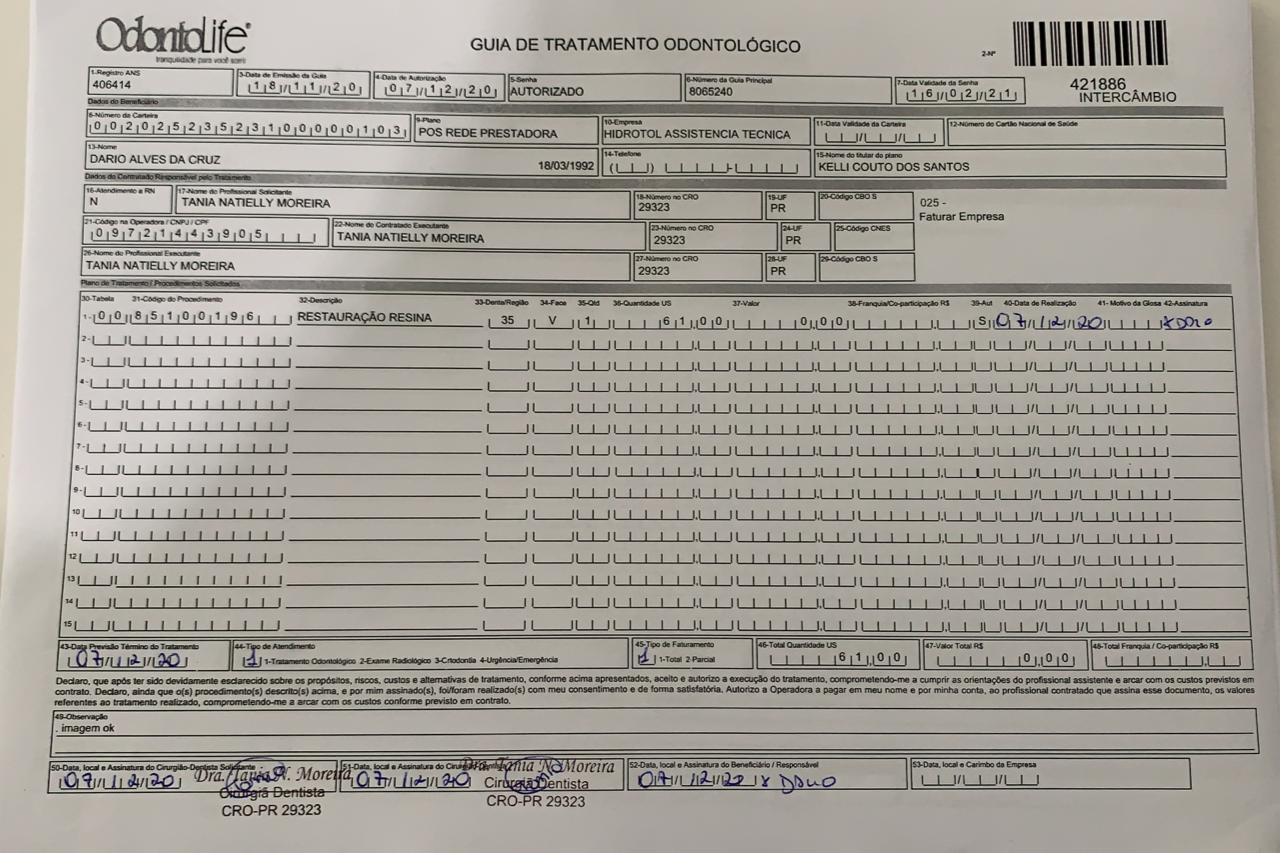 OdontoLife®
tranquilidade para você sorrir
GUIA DE TRATAMENTO ODONTOLÓGICO
2-Nº
421886
INTERCÂMBIO
1-Registro ANS
406414
3-Data de Emissão da Guia
18/11/20
4-Data de Autorização
07/12/20
5-Senha
AUTORIZADO
6-Número da Guia Principal
8065240
7-Data Validade da Senha
16/02/21
Dados do Beneficiário
8-Número da Carteira
00202523523100000103
9-Plano
POS REDE PRESTADORA
10-Empresa
HIDROTOL ASSISTENCIA TECNICA
11-Data Validade da Carteira
12-Número do Cartão Nacional de Saúde
13-Nome
DARIO ALVES DA CRUZ 18/03/1992
14-Telefone
15-Nome do titular do plano
KELLI COUTO DOS SANTOS
Dados do Contratado Responsável pelo Tratamento
16-Atendimento a RN
N
17-Nome do Profissional Solicitante
TANIA NATIELLY MOREIRA
18-Número no CRO
29323
19-UF
PR
20-Código CBO S
025 -
Faturar Empresa
21-Código na Operadora / CNPJ / CPF
09721443905
22-Nome do Contratado Executante
TANIA NATIELLY MOREIRA
23-Número no CRO
29323
24-UF
PR
25-Código CNES
26-Nome do Profissional Executante
TANIA NATIELLY MOREIRA
27-Número no CRO
29323
28-UF
PR
29-Código CBO S
Plano de Tratamento / Procedimentos Solicitados
30-Tabela 31-Código do Procedimento 32-Descrição 33-Dente/Região 34-Face 35-Qtd 36-Quantidade US 37-Valor 38-Franquia/Co-participação R$ 39-Aut 40-Data de Realização 41- Motivo da Glosa 42-Assinatura
1- 00 85100196 RESTAURAÇÃO RESINA 35 V 1 61,00 0,00 S 07/12/20
2-
3-
4-
5-
6-
7-
8-
9-
10
11
12
13
14
15
43-Data Previsão Término do Tratamento
07/12/20
44-Tipo de Atendimento
1 1-Tratamento Odontológico 2-Exame Radiológico 3-Ortodontia 4-Urgência/Emergência
45-Tipo de Faturamento
1 1-Total 2-Parcial
46-Total Quantidade US
61,00
47-Valor Total R$
0,00
48-Total Franquia / Co-participação R$
Declaro, que após ter sido devidamente esclarecido sobre os propósitos, riscos, custos e alternativas de tratamento, conforme acima apresentados, aceito e autorizo a execução do tratamento, comprometendo-me a cumprir as orientações do profissional assistente e arcar com os custos previstos em
contrato. Declaro, ainda que o(s) procedimento(s) descrito(s) acima, e por mim assinado(s), foi/foram realizado(s) com meu consentimento e de forma satisfatória. Autorizo a Operadora a pagar em meu nome e por minha conta, ao profissional contratado que assina esse documento, os valores
referentes ao tratamento realizado, comprometendo-me a arcar com os custos conforme previsto em contrato.
49-Observação
. imagem ok
50-Data, local e Assinatura do Cirurgião-Dentista Solicitante
07/12/20
Dra. Tania N. Moreira
Cirurgiã Dentista
CRO-PR 29323
51-Data, local e Assinatura do Cirurgião-Dentista
07/12/20
Dra. Tania N. Moreira
Cirurgiã Dentista
CRO-PR 29323
52-Data, local e Assinatura do Beneficiário / Responsável
07/12/20 x
53-Data, local e Carimbo da Empresa